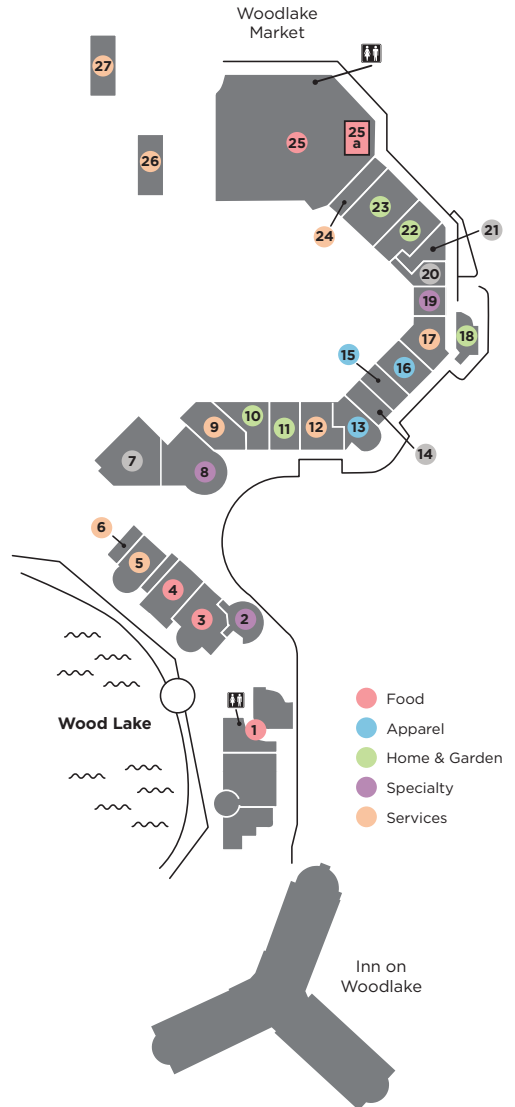 Woodlake
Market
27
25
25
a
26
23
24
22
21
20
19
18
17
15
16
14
10
9
11
12
13
7
8
6
5
4
3
2
Wood Lake
1
Food
Apparel
Home & Garden
Specialty
Services
Inn on
Woodlake